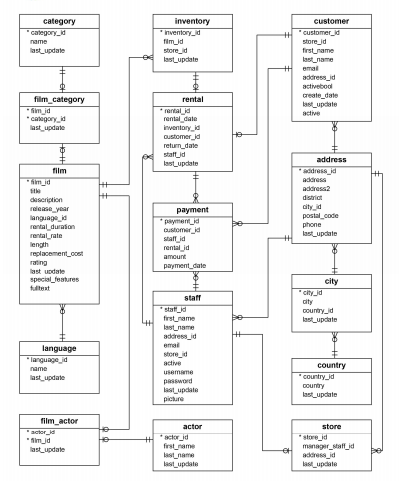 category
* category_id
name
last_update
film_category
* film_id
* category_id
last_update
film
* film_id
title
description
release_year
language_id
rental_duration
rental_rate
length
replacement_cost
rating
last_update
special_features
fulltext
language
* language_id
name
last_update
film_actor
* actor_id
* film_id
last_update
inventory
* inventory_id
film_id
store_id
last_update
rental
* rental_id
rental_date
inventory_id
customer_id
return_date
staff_id
last_update
payment
* payment_id
customer_id
staff_id
rental_id
amount
payment_date
staff
* staff_id
first_name
last_name
address_id
email
store_id
active
username
password
last_update
picture
actor
* actor_id
first_name
last_name
last_update
customer
* customer_id
store_id
first_name
last_name
email
address_id
activebool
create_date
last_update
active
address
* address_id
address
address2
district
city_id
postal_code
phone
last_update
city
* city_id
city
country_id
last_update
country
* country_id
country
last_update
store
* store_id
manager_staff_id
address_id
last_update